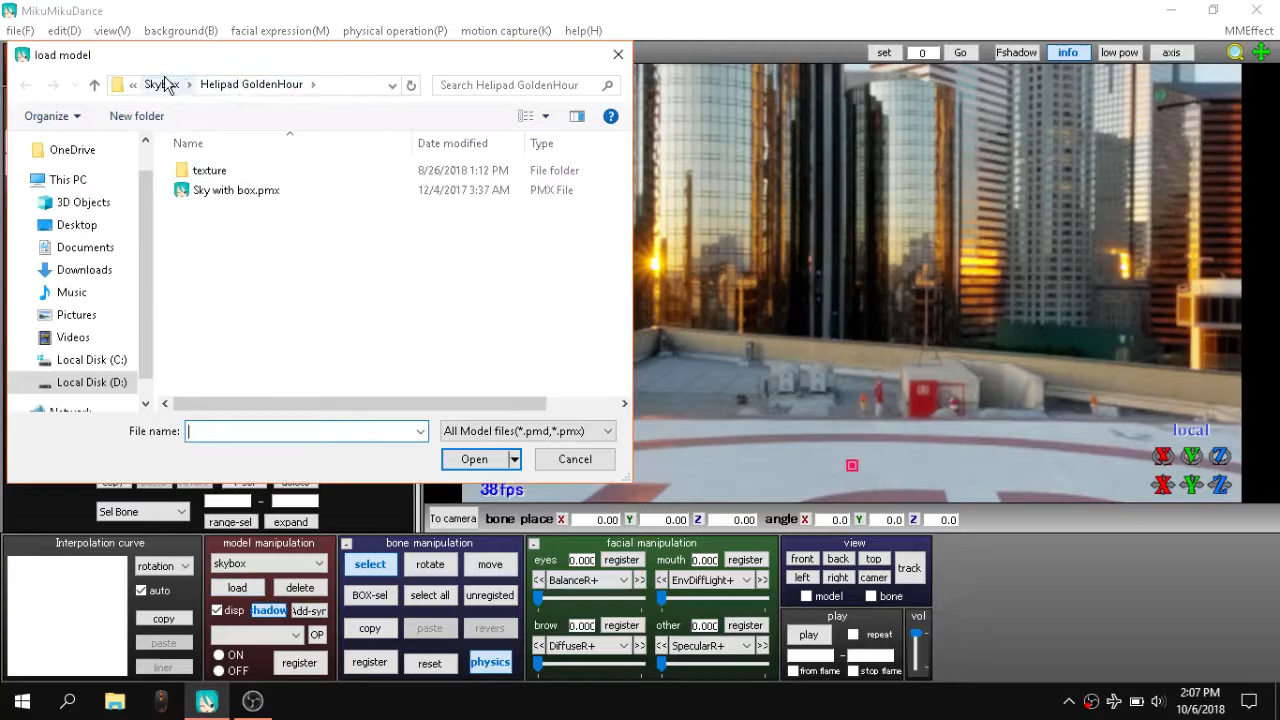 MikuMikuDance
file(F) edit(D) view(V) background(B) facial expression(M) physical operation(P) motion capture(K) help(H) MMEffect
load model
set 0 Go Fshadow info low pow axis
« Skybox › Helipad GoldenHour › Search Helipad GoldenHour
Organize New folder
Name Date modified Type
OneDrive
texture 8/26/2018 1:12 PM File folder
This PC
Sky with box.pmx 12/4/2017 3:37 AM PMX File
3D Objects
Desktop
Documents
Downloads
Music
Pictures
Videos
Local Disk (C:)
Local Disk (D:)
File name: All Model files(*.pmd,*.pmx)
Open Cancel
local
X Y Z
X Y Z
38fps
Sel Bone -
range-sel expand
To camera bone place X 0.00 Y 0.00 Z 0.00 angle X 0.0 Y 0.0 Z 0.0
Interpolation curve
rotation
auto
copy
paste
liner
model manipulation
skybox
load delete
disp shadow Add-syn
OP
ON
OFF
register
- bone manipulation
select rotate move
BOX-sel select all unregisted
copy paste revers
register reset physics
- facial manipulation
eyes 0.000 register mouth 0.000 register
<< BalanceR+ >> << EnvDiffLight+ >>
brow 0.000 register other 0.000 register
<< DiffuseR+ >> << SpecularR+ >>
view
front back top
left right camer
track
model bone
play
play repeat
-
from flame stop flame
vol
2:07 PM
10/6/2018